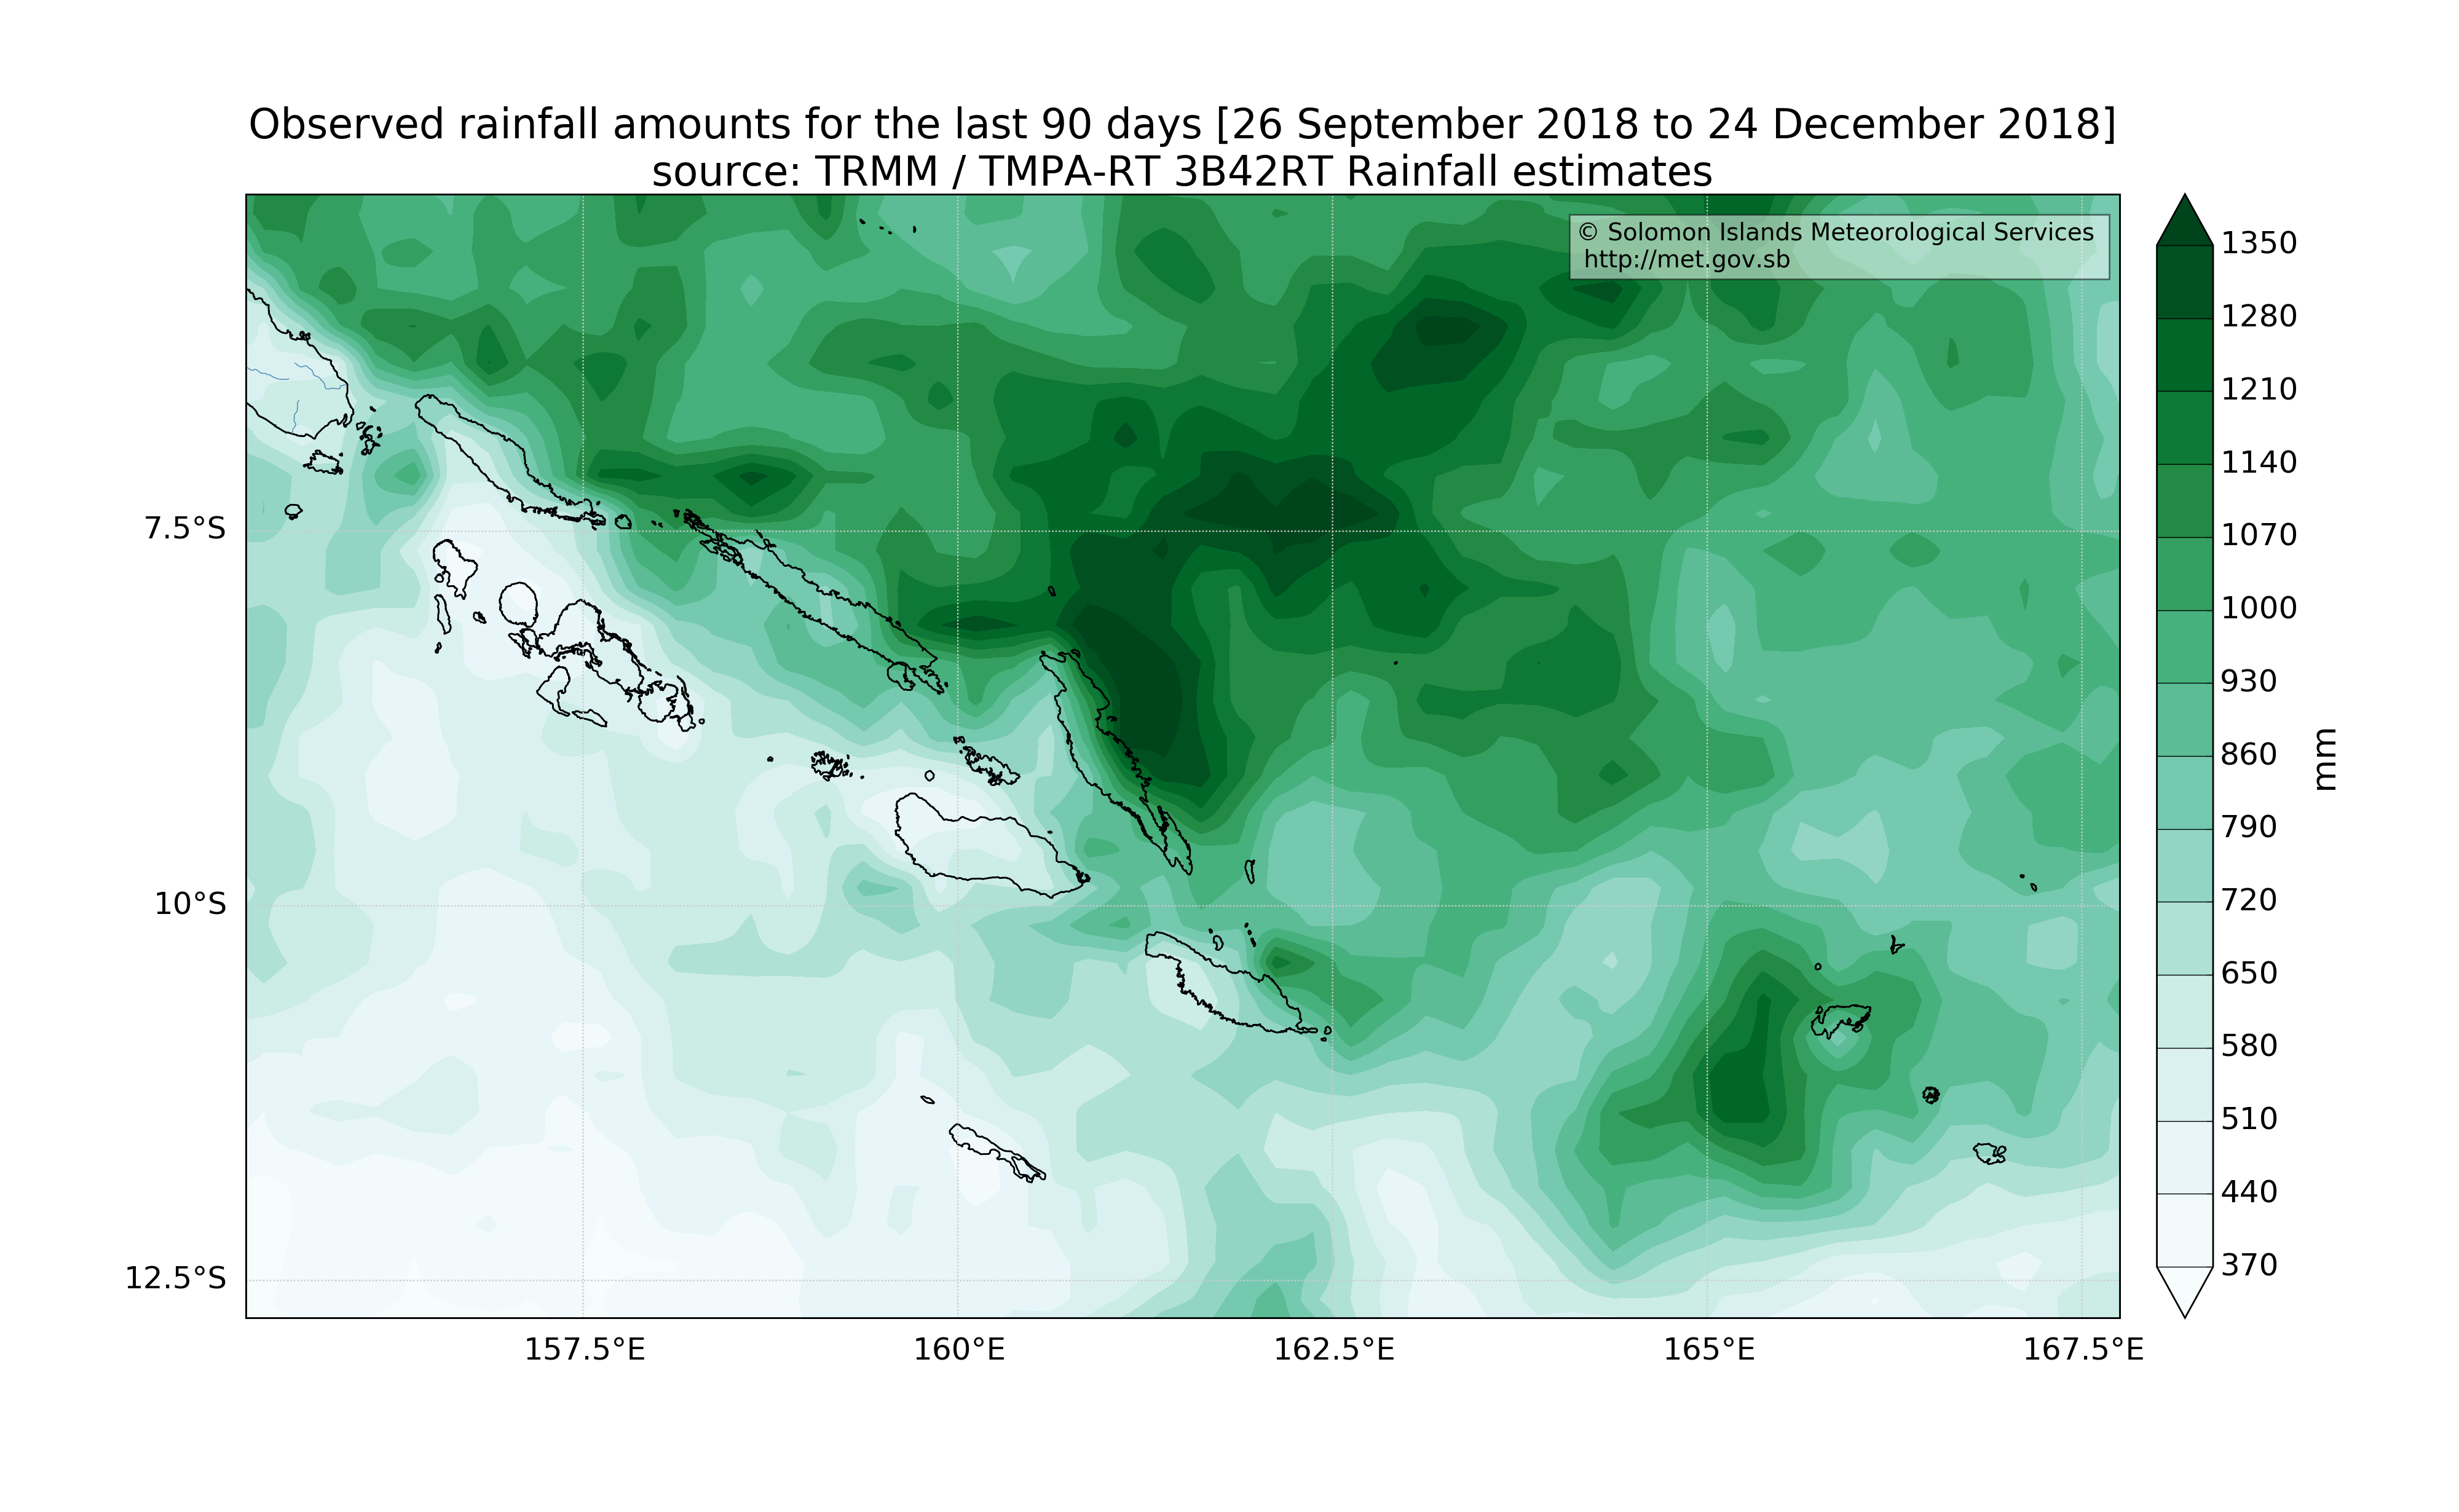 Observed rainfall amounts for the last 90 days [26 September 2018 to 24 December 2018]
source: TRMM / TMPA-RT 3B42RT Rainfall estimates
© Solomon Islands Meteorological Services
http://met.gov.sb
7.5°S
10°S
12.5°S
157.5°E
160°E
162.5°E
165°E
167.5°E
1350
1280
1210
1140
1070
1000
930
860
790
720
650
580
510
440
370
mm